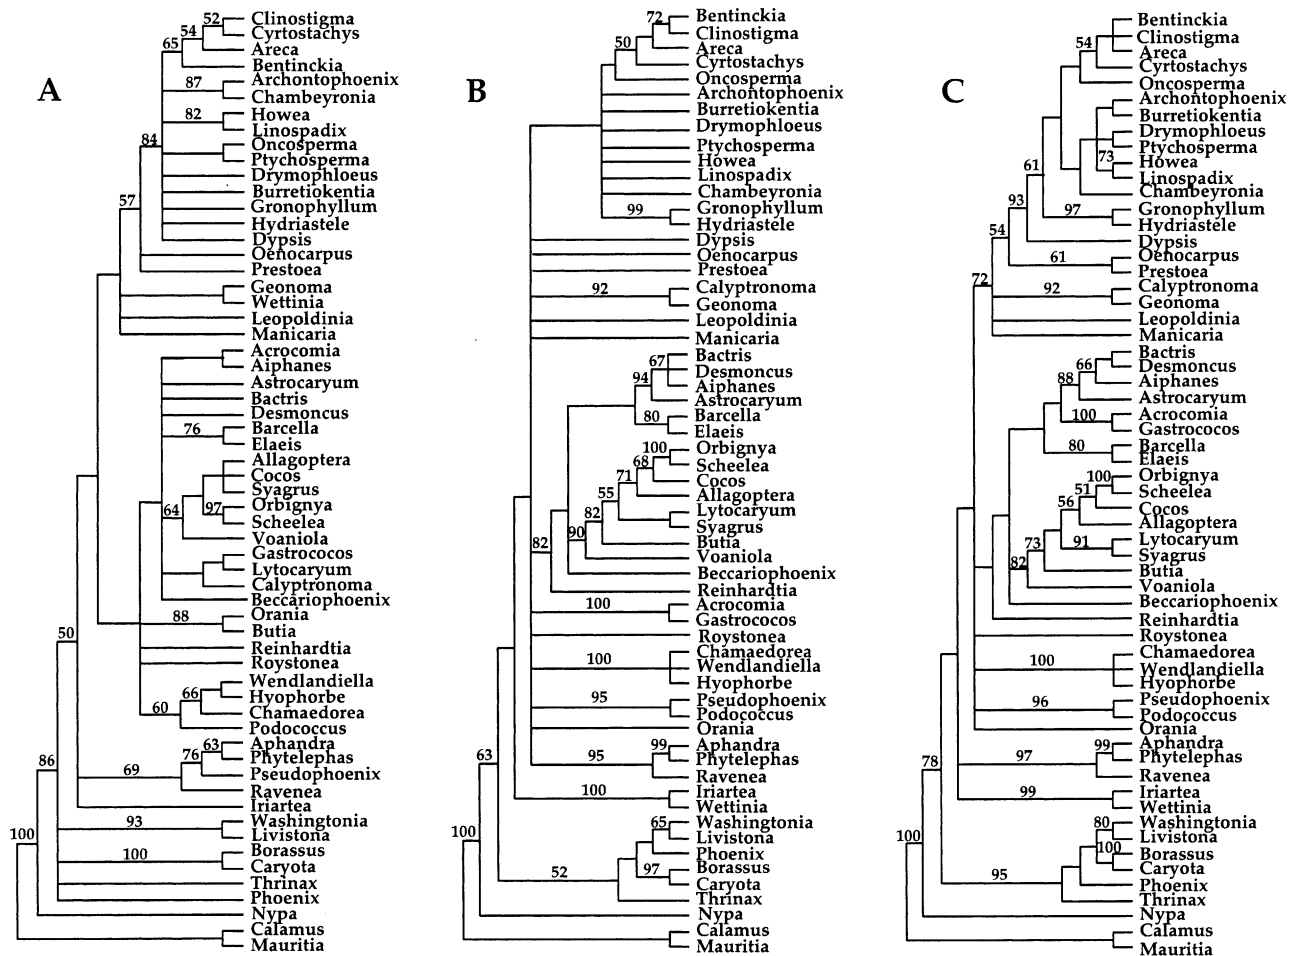 A
52
Clinostigma
54
Cyrtostachys
65
Areca
Bentinckia
87
Archontophoenix
Chambeyronia
82
Howea
Linospadix
84
Oncosperma
Ptychosperma
Drymophloeus
Burretiokentia
57
Gronophyllum
Hydriastele
Dypsis
Oenocarpus
Prestoea
Geonoma
Wettinia
Leopoldinia
Manicaria
Acrocomia
Aiphanes
Astrocaryum
Bactris
Desmoncus
76
Barcella
Elaeis
Allagoptera
Cocos
Syagrus
64
97
Orbignya
Scheelea
Voaniola
Gastrococos
Lytocaryum
Calyptronoma
Beccariophoenix
88
Orania
Butia
50
Reinhardtia
Roystonea
Wendlandiella
66
Hyophorbe
60
Chamaedorea
Podococcus
63
Aphandra
76
Phytelephas
86
69
Pseudophoenix
Ravenea
Iriartea
93
Washingtonia
Livistona
100
100
Borassus
Caryota
Thrinax
Phoenix
Nypa
Calamus
Mauritia
B
72
Bentinckia
Clinostigma
50
Areca
Cyrtostachys
Oncosperma
Archontophoenix
Burretiokentia
Drymophloeus
Ptychosperma
Howea
Linospadix
Chambeyronia
99
Gronophyllum
Hydriastele
Dypsis
Oenocarpus
Prestoea
92
Calyptronoma
Geonoma
Leopoldinia
Manicaria
67
Bactris
94
Desmoncus
Aiphanes
Astrocaryum
80
Barcella
Elaeis
100
Orbignya
68
Scheelea
71
Cocos
55
Allagoptera
82
Lytocaryum
90
Syagrus
82
Butia
Voaniola
Beccariophoenix
Reinhardtia
100
Acrocomia
Gastrococos
Roystonea
Chamaedorea
100
Wendlandiella
Hyophorbe
95
Pseudophoenix
Podococcus
Orania
99
Aphandra
63
95
Phytelephas
Ravenea
100
Iriartea
Wettinia
65
Washingtonia
100
Livistona
Phoenix
52
97
Borassus
Caryota
Thrinax
Nypa
Calamus
Mauritia
C
Bentinckia
54
Clinostigma
Areca
Cyrtostachys
Oncosperma
Archontophoenix
Burretiokentia
Drymophloeus
Ptychosperma
73
Howea
61
Linospadix
Chambeyronia
93
97
Gronophyllum
Hydriastele
54
Dypsis
61
Oenocarpus
Prestoea
72
92
Calyptronoma
Geonoma
Leopoldinia
Manicaria
Bactris
66
Desmoncus
88
Aiphanes
Astrocaryum
100
Acrocomia
Gastrococos
80
Barcella
Elaeis
100
Orbignya
51
Scheelea
56
Cocos
Allagoptera
73
91
Lytocaryum
82
Syagrus
Butia
Voaniola
Beccariophoenix
Reinhardtia
Roystonea
Chamaedorea
100
Wendlandiella
Hyophorbe
96
Pseudophoenix
Podococcus
Orania
99
Aphandra
78
97
Phytelephas
Ravenea
99
Iriartea
Wettinia
80
Washingtonia
100
Livistona
100
Borassus
Caryota
95
Phoenix
Thrinax
Nypa
Calamus
Mauritia